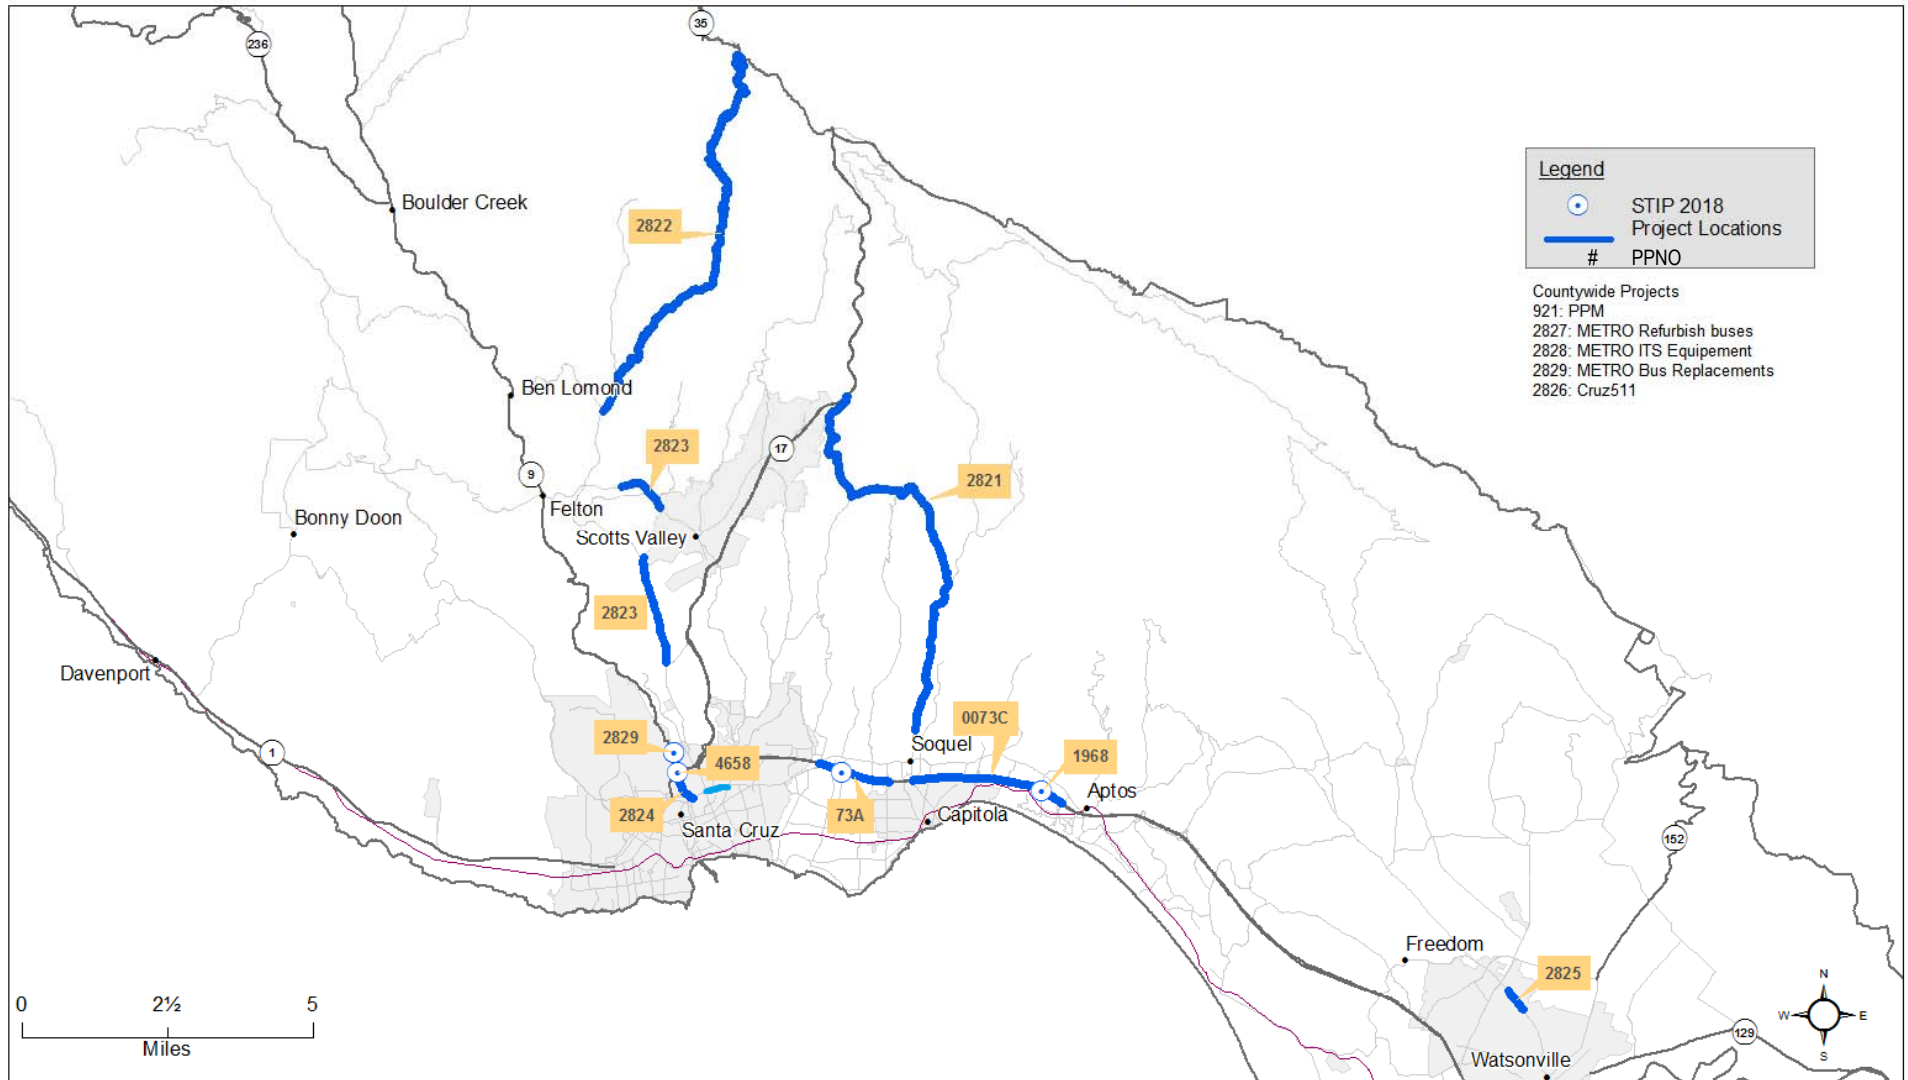 35
236
Legend
STIP 2018
Project Locations
# PPNO
Boulder Creek
2822
Countywide Projects
921: PPM
2827: METRO Refurbish buses
2828: METRO ITS Equipement
2829: METRO Bus Replacements
2826: Cruz511
Ben Lomond
2823
17
9
2821
Felton
Bonny Doon
Scotts Valley
2823
Davenport
0073C
2829
Soquel
1
4658
1968
Aptos
2824
73A
Capitola
Santa Cruz
152
Freedom
2825
N
W E
S
0 2½ 5
Miles
129
Watsonville